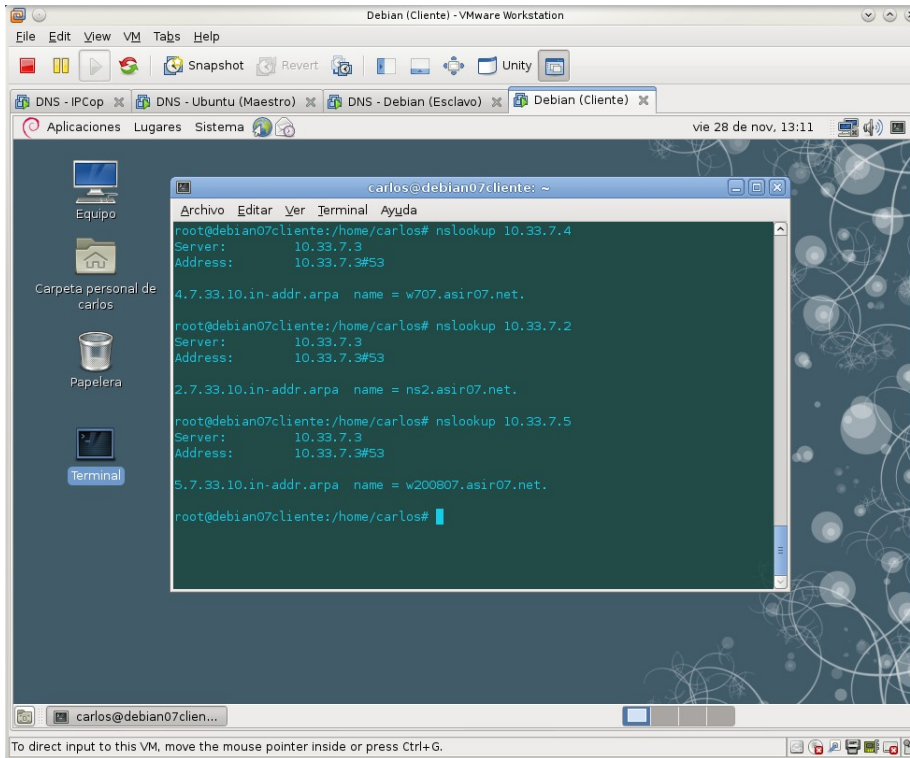 Debian (Cliente) - VMware Workstation
File Edit View VM Tabs Help
Snapshot Revert Unity
DNS - IPCop DNS - Ubuntu (Maestro) DNS - Debian (Esclavo) Debian (Cliente)
Aplicaciones Lugares Sistema vie 28 de nov, 13:11
Equipo
Carpeta personal de
carlos
Papelera
Terminal
carlos@debian07cliente: ~
Archivo Editar Ver Terminal Ayuda
root@debian07cliente:/home/carlos# nslookup 10.33.7.4
Server: 10.33.7.3
Address: 10.33.7.3#53
4.7.33.10.in-addr.arpa name = w707.asir07.net.
root@debian07cliente:/home/carlos# nslookup 10.33.7.2
Server: 10.33.7.3
Address: 10.33.7.3#53
2.7.33.10.in-addr.arpa name = ns2.asir07.net.
root@debian07cliente:/home/carlos# nslookup 10.33.7.5
Server: 10.33.7.3
Address: 10.33.7.3#53
5.7.33.10.in-addr.arpa name = w200807.asir07.net.
root@debian07cliente:/home/carlos#
carlos@debian07clien...
To direct input to this VM, move the mouse pointer inside or press Ctrl+G.